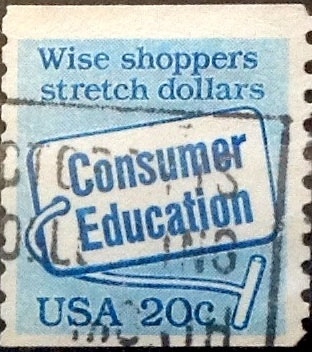 Wise shoppers
stretch dollars
Consumer
Education
USA 20c